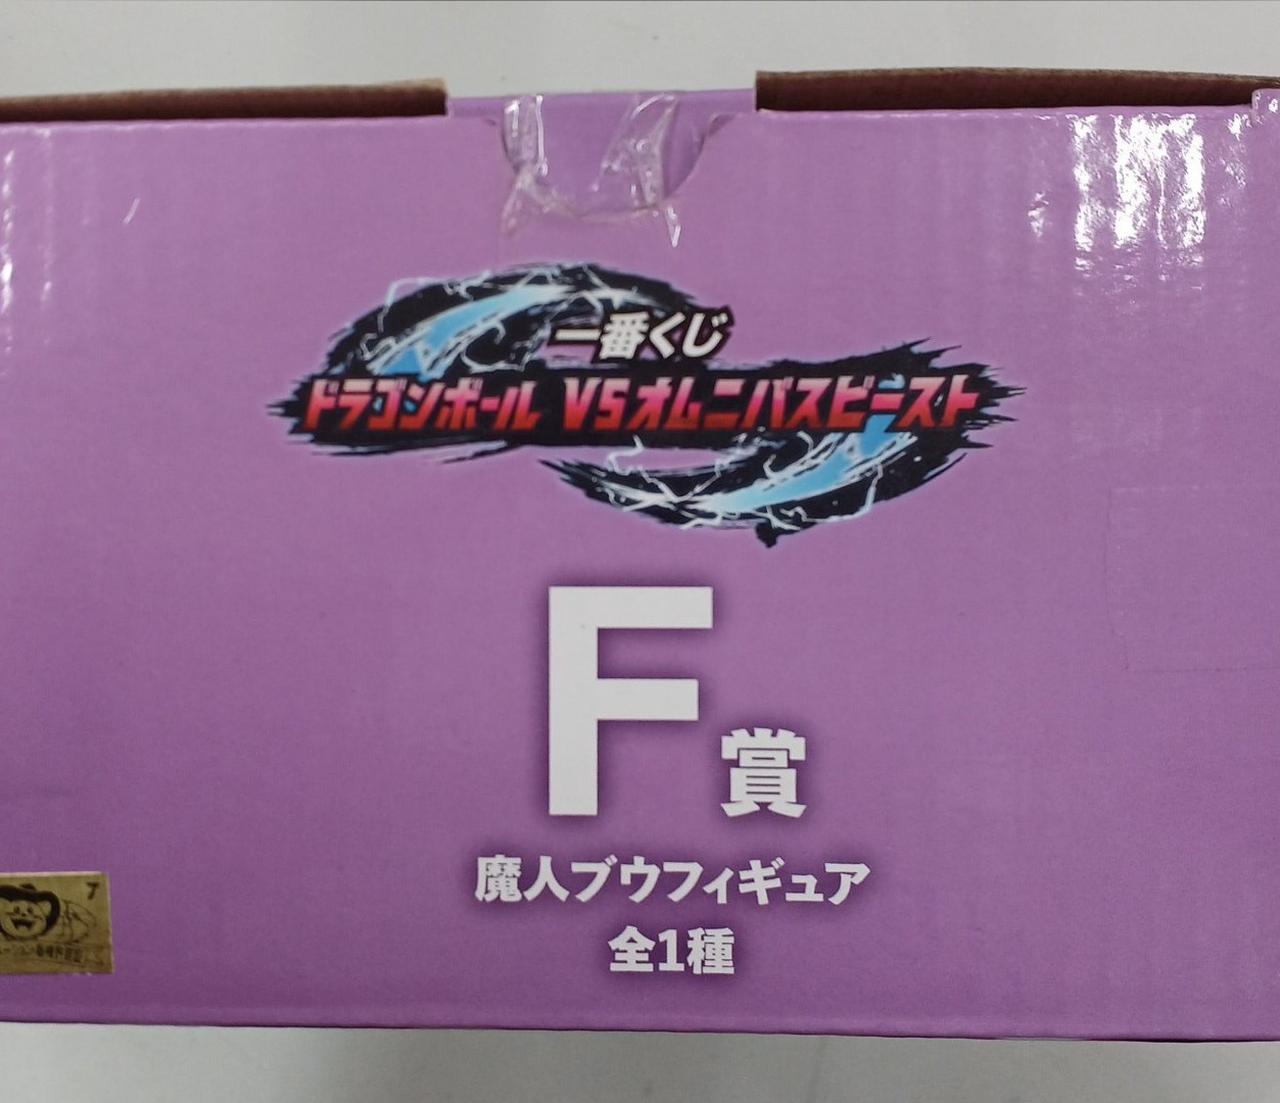 一番くじ
ドラゴンボール VSオムニバスビースト
F賞
魔人ブウフィギュア
全1種